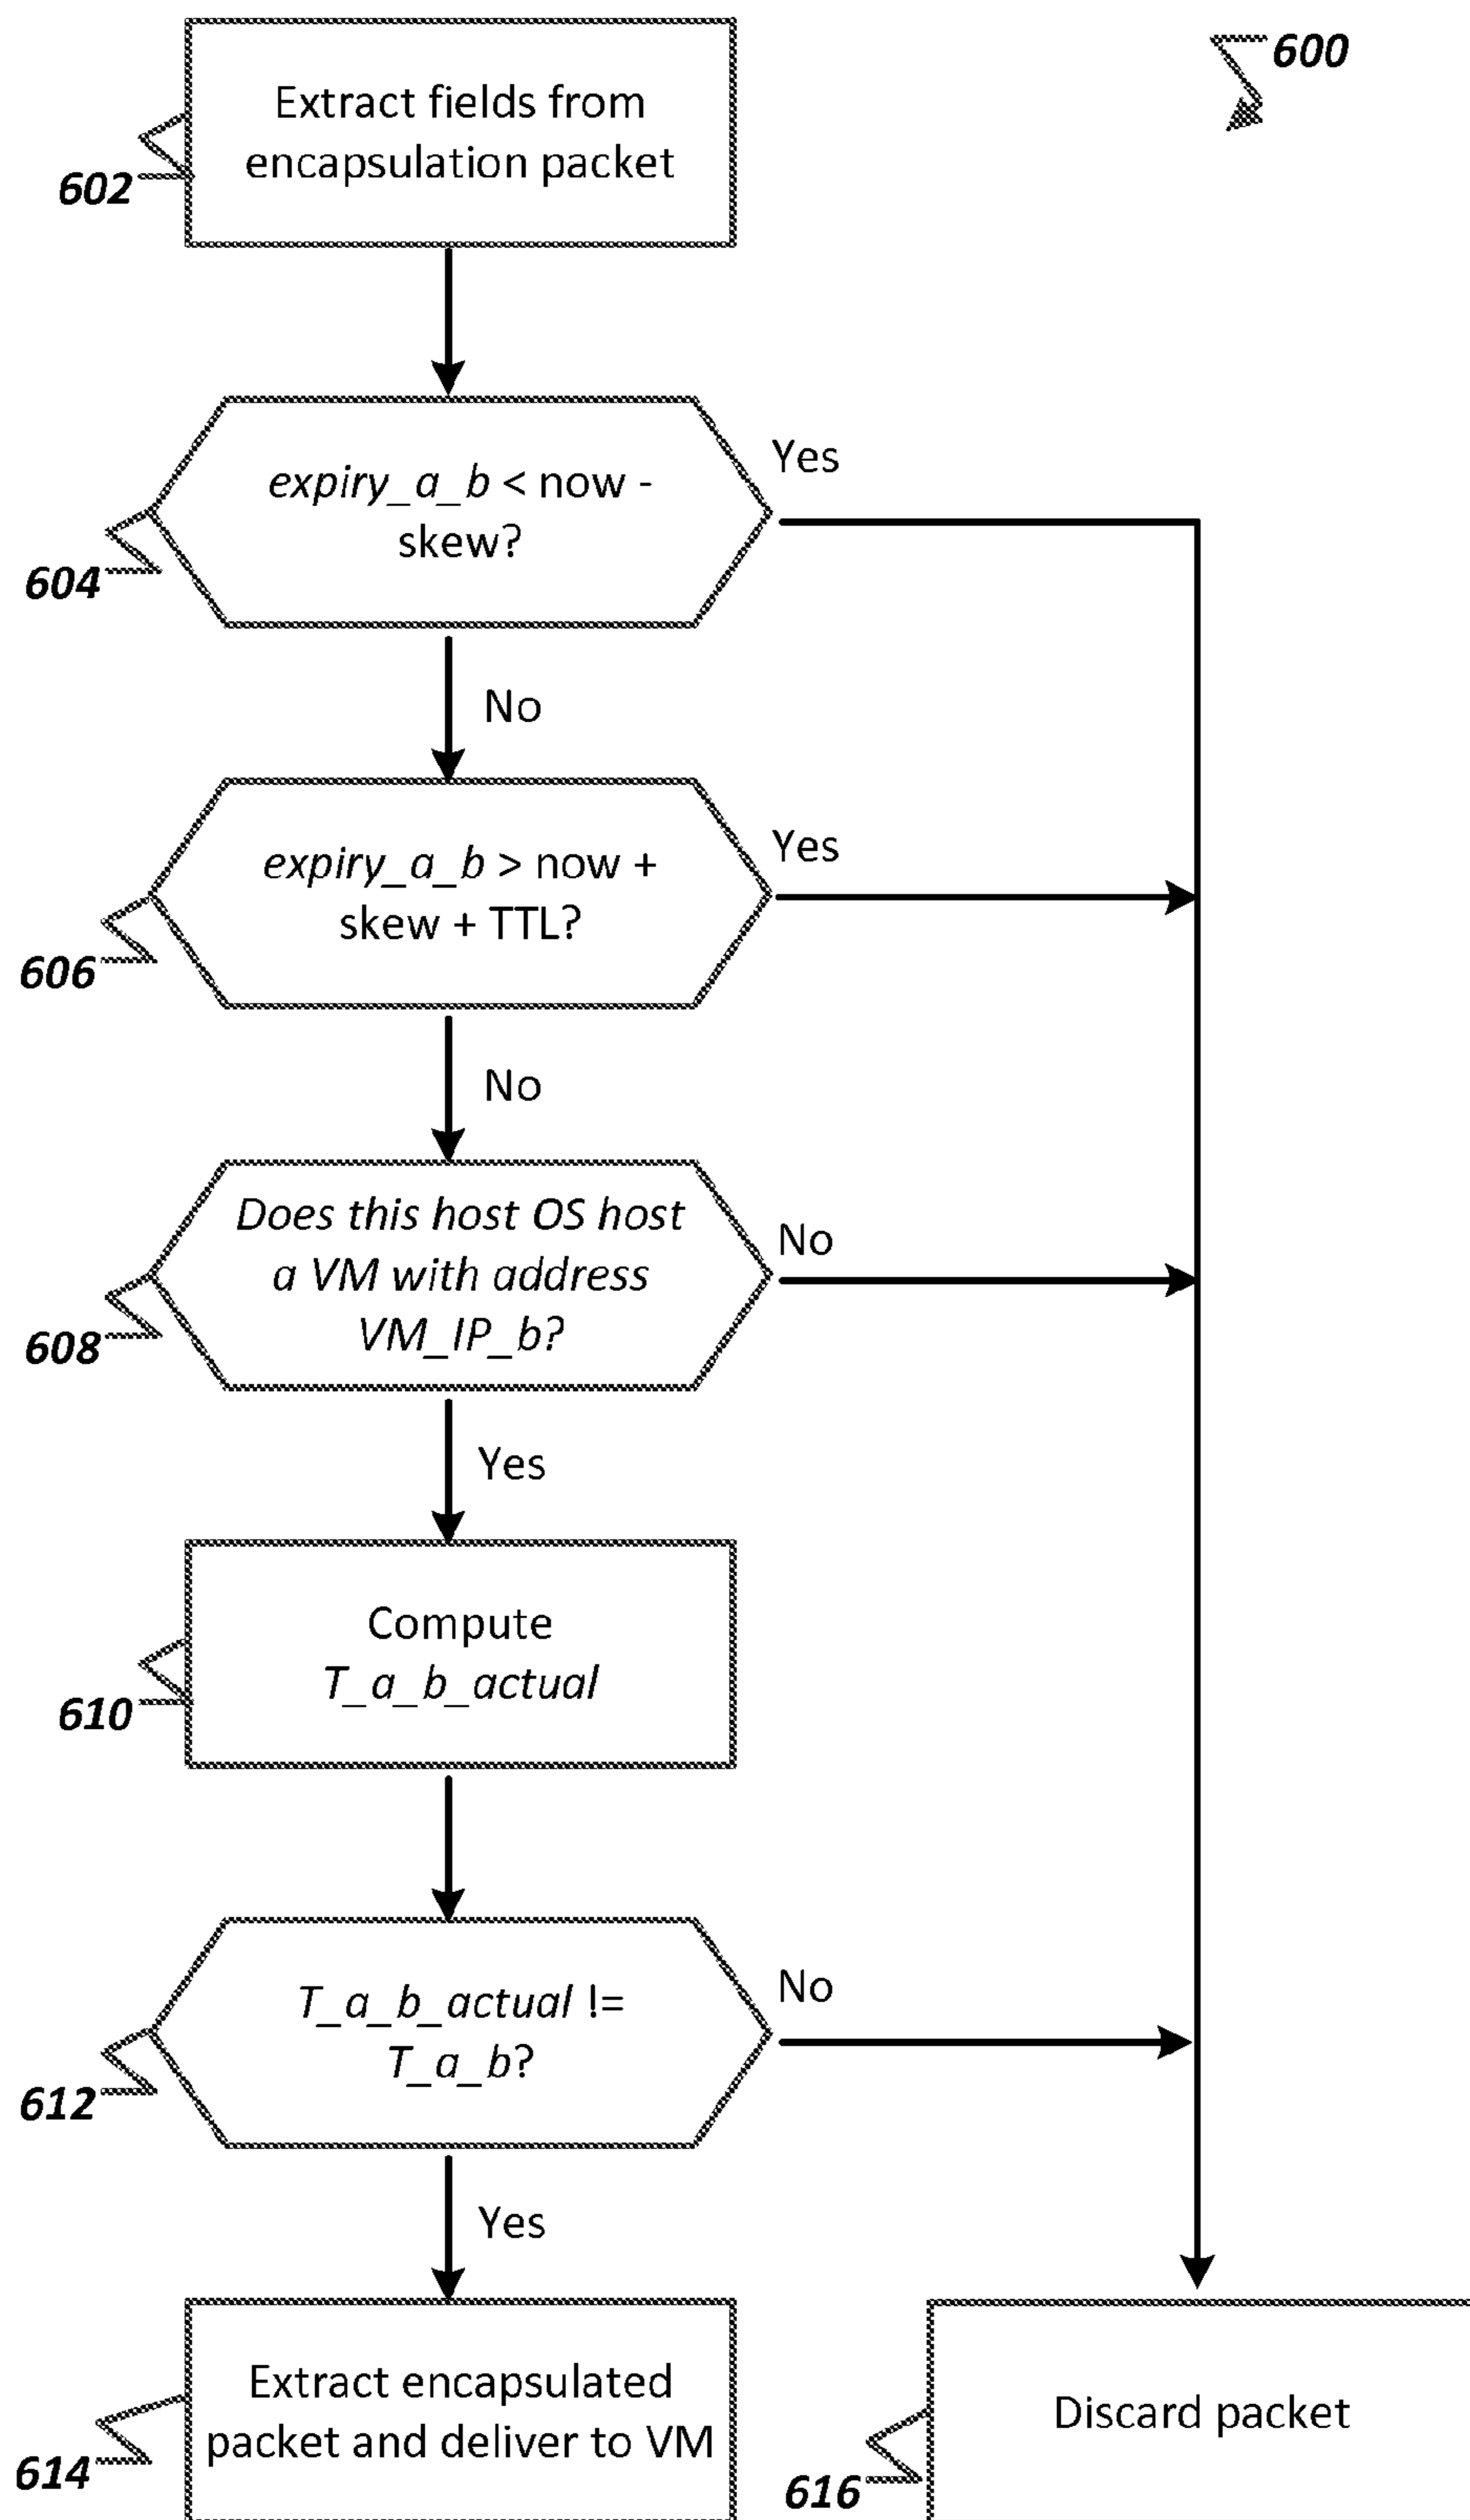 600
Extract fields from
encapsulation packet
602
expiry_a_b < now -
skew?
Yes
604
No
expiry_a_b > now +
skew + TTL?
Yes
606
No
Does this host OS host
a VM with address
VM_IP_b?
No
608
Yes
Compute
T_a_b_actual
610
T_a_b_actual !=
T_a_b?
No
612
Yes
Extract encapsulated
packet and deliver to VM
614
Discard packet
616